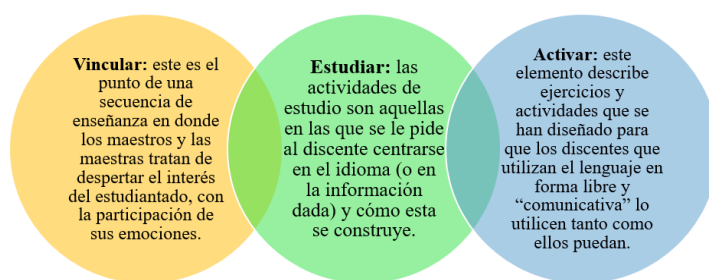 Vincular: este es el
punto de una
secuencia de
enseñanza en donde
los maestros y las
maestras tratan de
despertar el interés
del estudiantado, con
la participación de
sus emociones.
Estudiar: las
actividades de
estudio son aquellas
en las que se le pide
al discente centrarse
en el idioma (o en
la información
dada) y cómo esta
se construye.
Activar: este
elemento describe
ejercicios y
actividades que se
han diseñado para
que los discentes que
utilizan el lenguaje en
forma libre y
“comunicativa” lo
utilicen tanto como
ellos puedan.